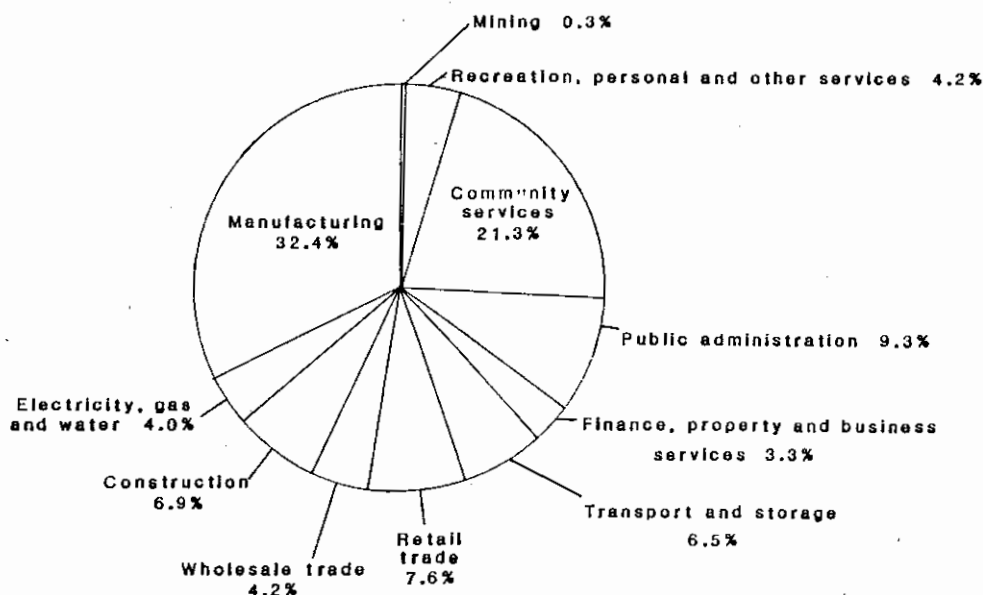 Mining 0.3%
Recreation, personal and other services 4.2%
Community
services
21.3%
Manufacturing
32.4%
Public administration 9.3%
Electricity, gas
and water 4.0%
Finance, property and business
services 3.3%
Construction
6.9%
Transport and storage
6.5%
Retail
trade
7.6%
Wholesale trade
4.2%